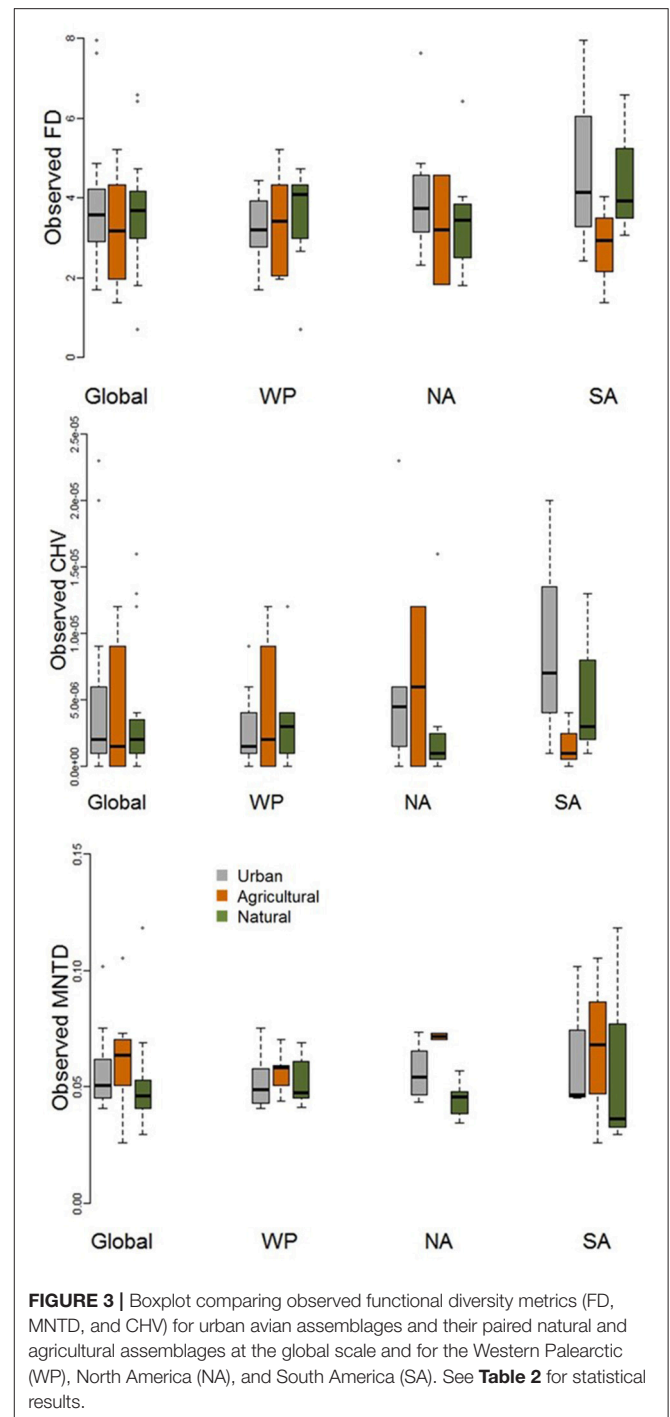 Observed FD
8
6
4
2
0
Global WP NA SA
Observed CHV
2.5e-05
2.0e-05
1.5e-05
1.0e-05
5.0e-06
0.0e+00
Global WP NA SA
Observed MNTD
0.15
0.10
0.05
0.00
Urban
Agricultural
Natural
Global WP NA SA
FIGURE 3 | Boxplot comparing observed functional diversity metrics (FD,
MNTD, and CHV) for urban avian assemblages and their paired natural and
agricultural assemblages at the global scale and for the Western Palearctic
(WP), North America (NA), and South America (SA). See Table 2 for statistical
results.